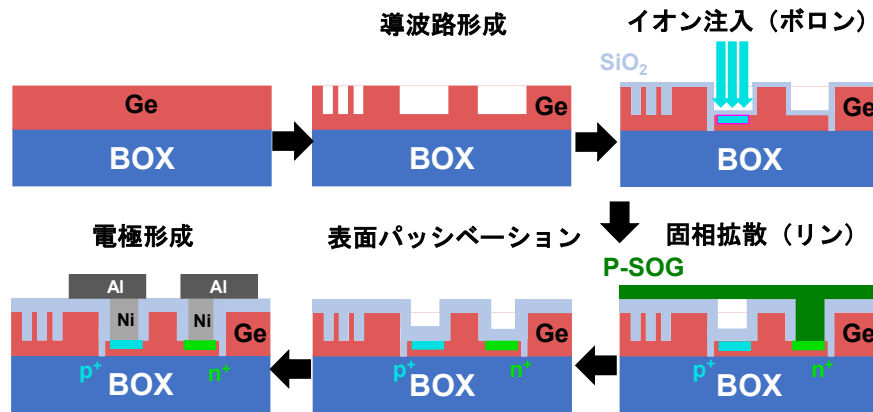 導波路形成
イオン注入（ボロン）
Ge
BOX
Ge
BOX
SiO2
Ge
BOX
電極形成
表面パッシベーション
固相拡散（リン）
P-SOG
Al
Al
Ni
Ni
Ge
p+
n+
BOX
Ge
p+
n+
BOX
Ge
p+
n+
BOX